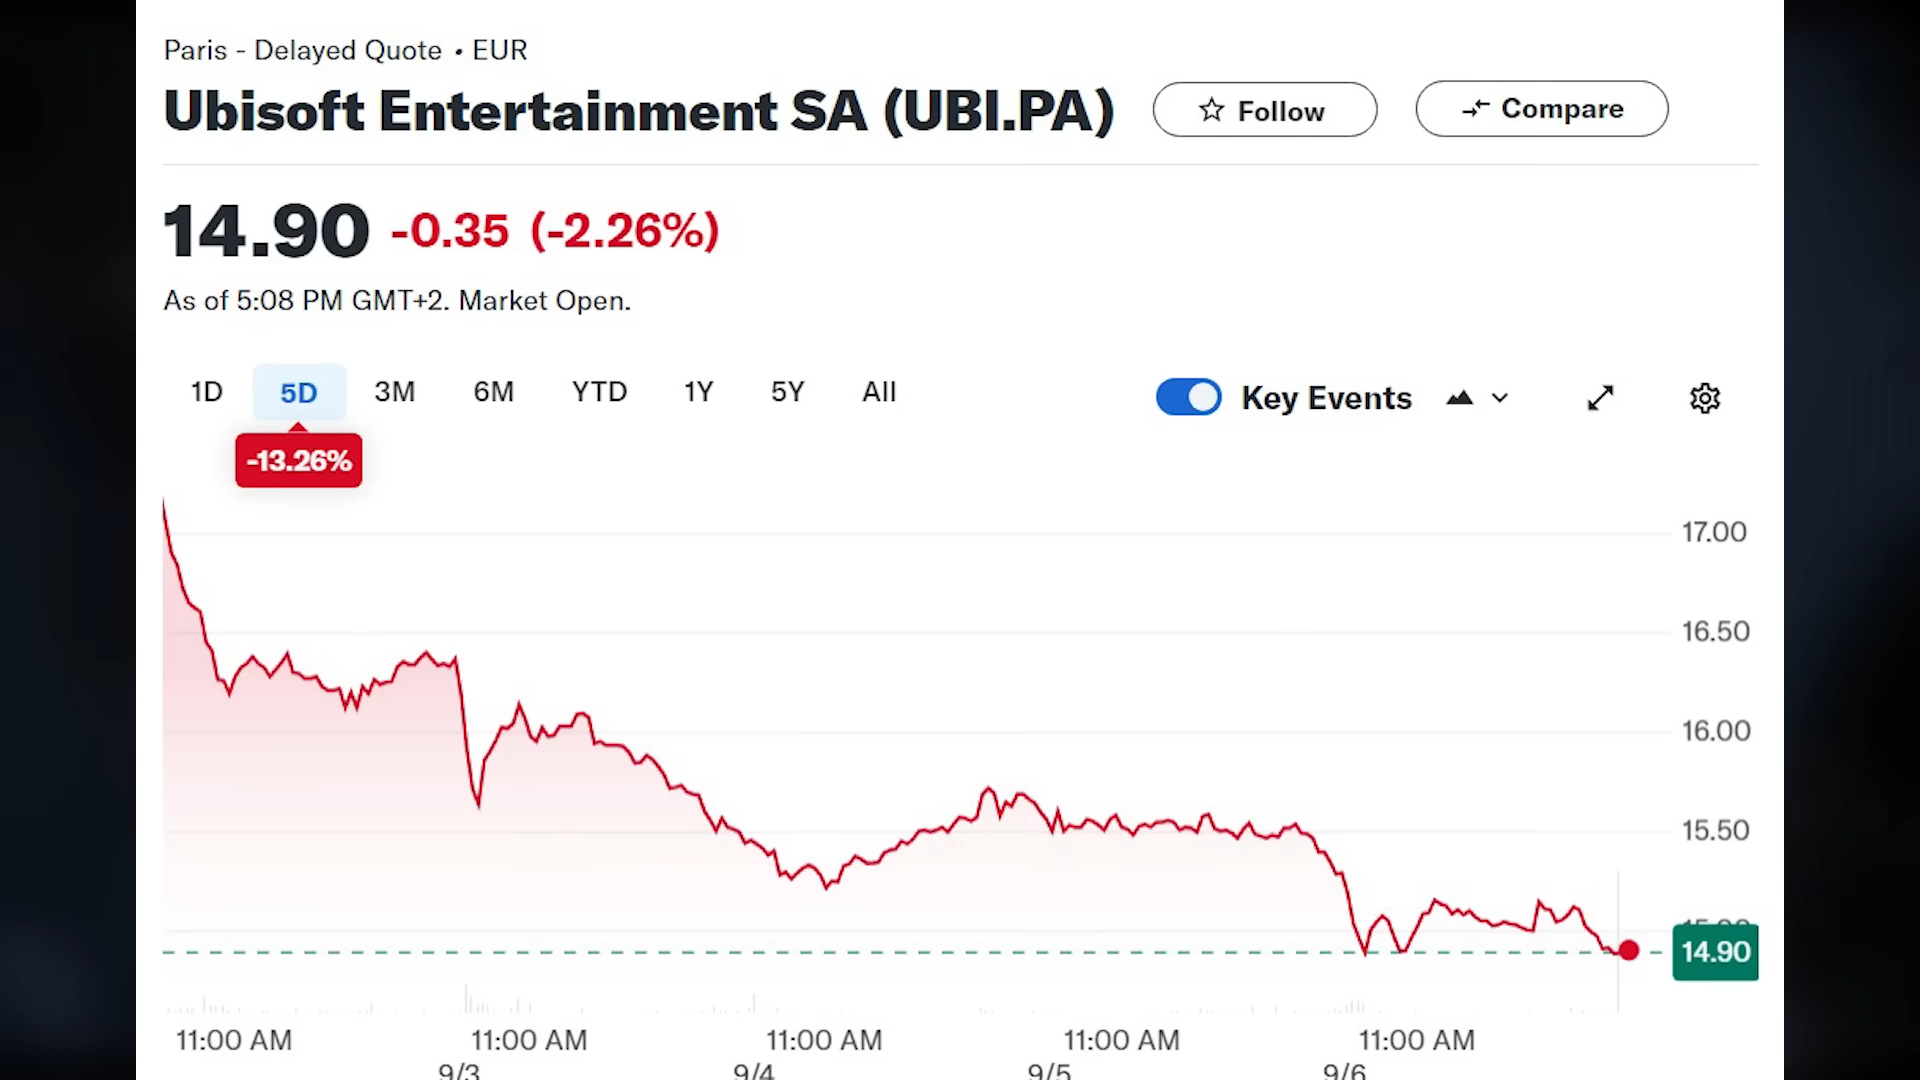 Paris - Delayed Quote • EUR
Ubisoft Entertainment SA (UBI.PA)
Follow
Compare
14.90 -0.35 (-2.26%)
As of 5:08 PM GMT+2. Market Open.
1D 5D 3M 6M YTD 1Y 5Y All
Key Events
-13.26%
17.00
16.50
16.00
15.50
15.00
14.90
11:00 AM 11:00 AM 11:00 AM 11:00 AM 11:00 AM
9/3 9/4 9/5 9/6